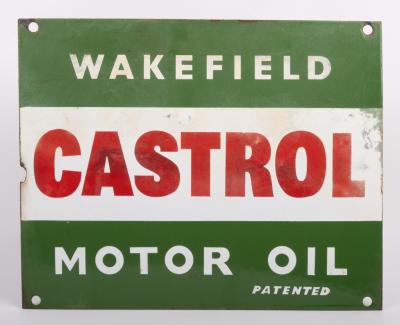 WAKEFIELD
CASTROL
MOTOR OIL
PATENTED